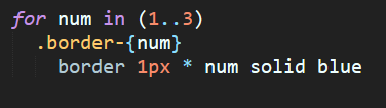 for num in (1..3)
.border-{num}
border 1px * num solid blue